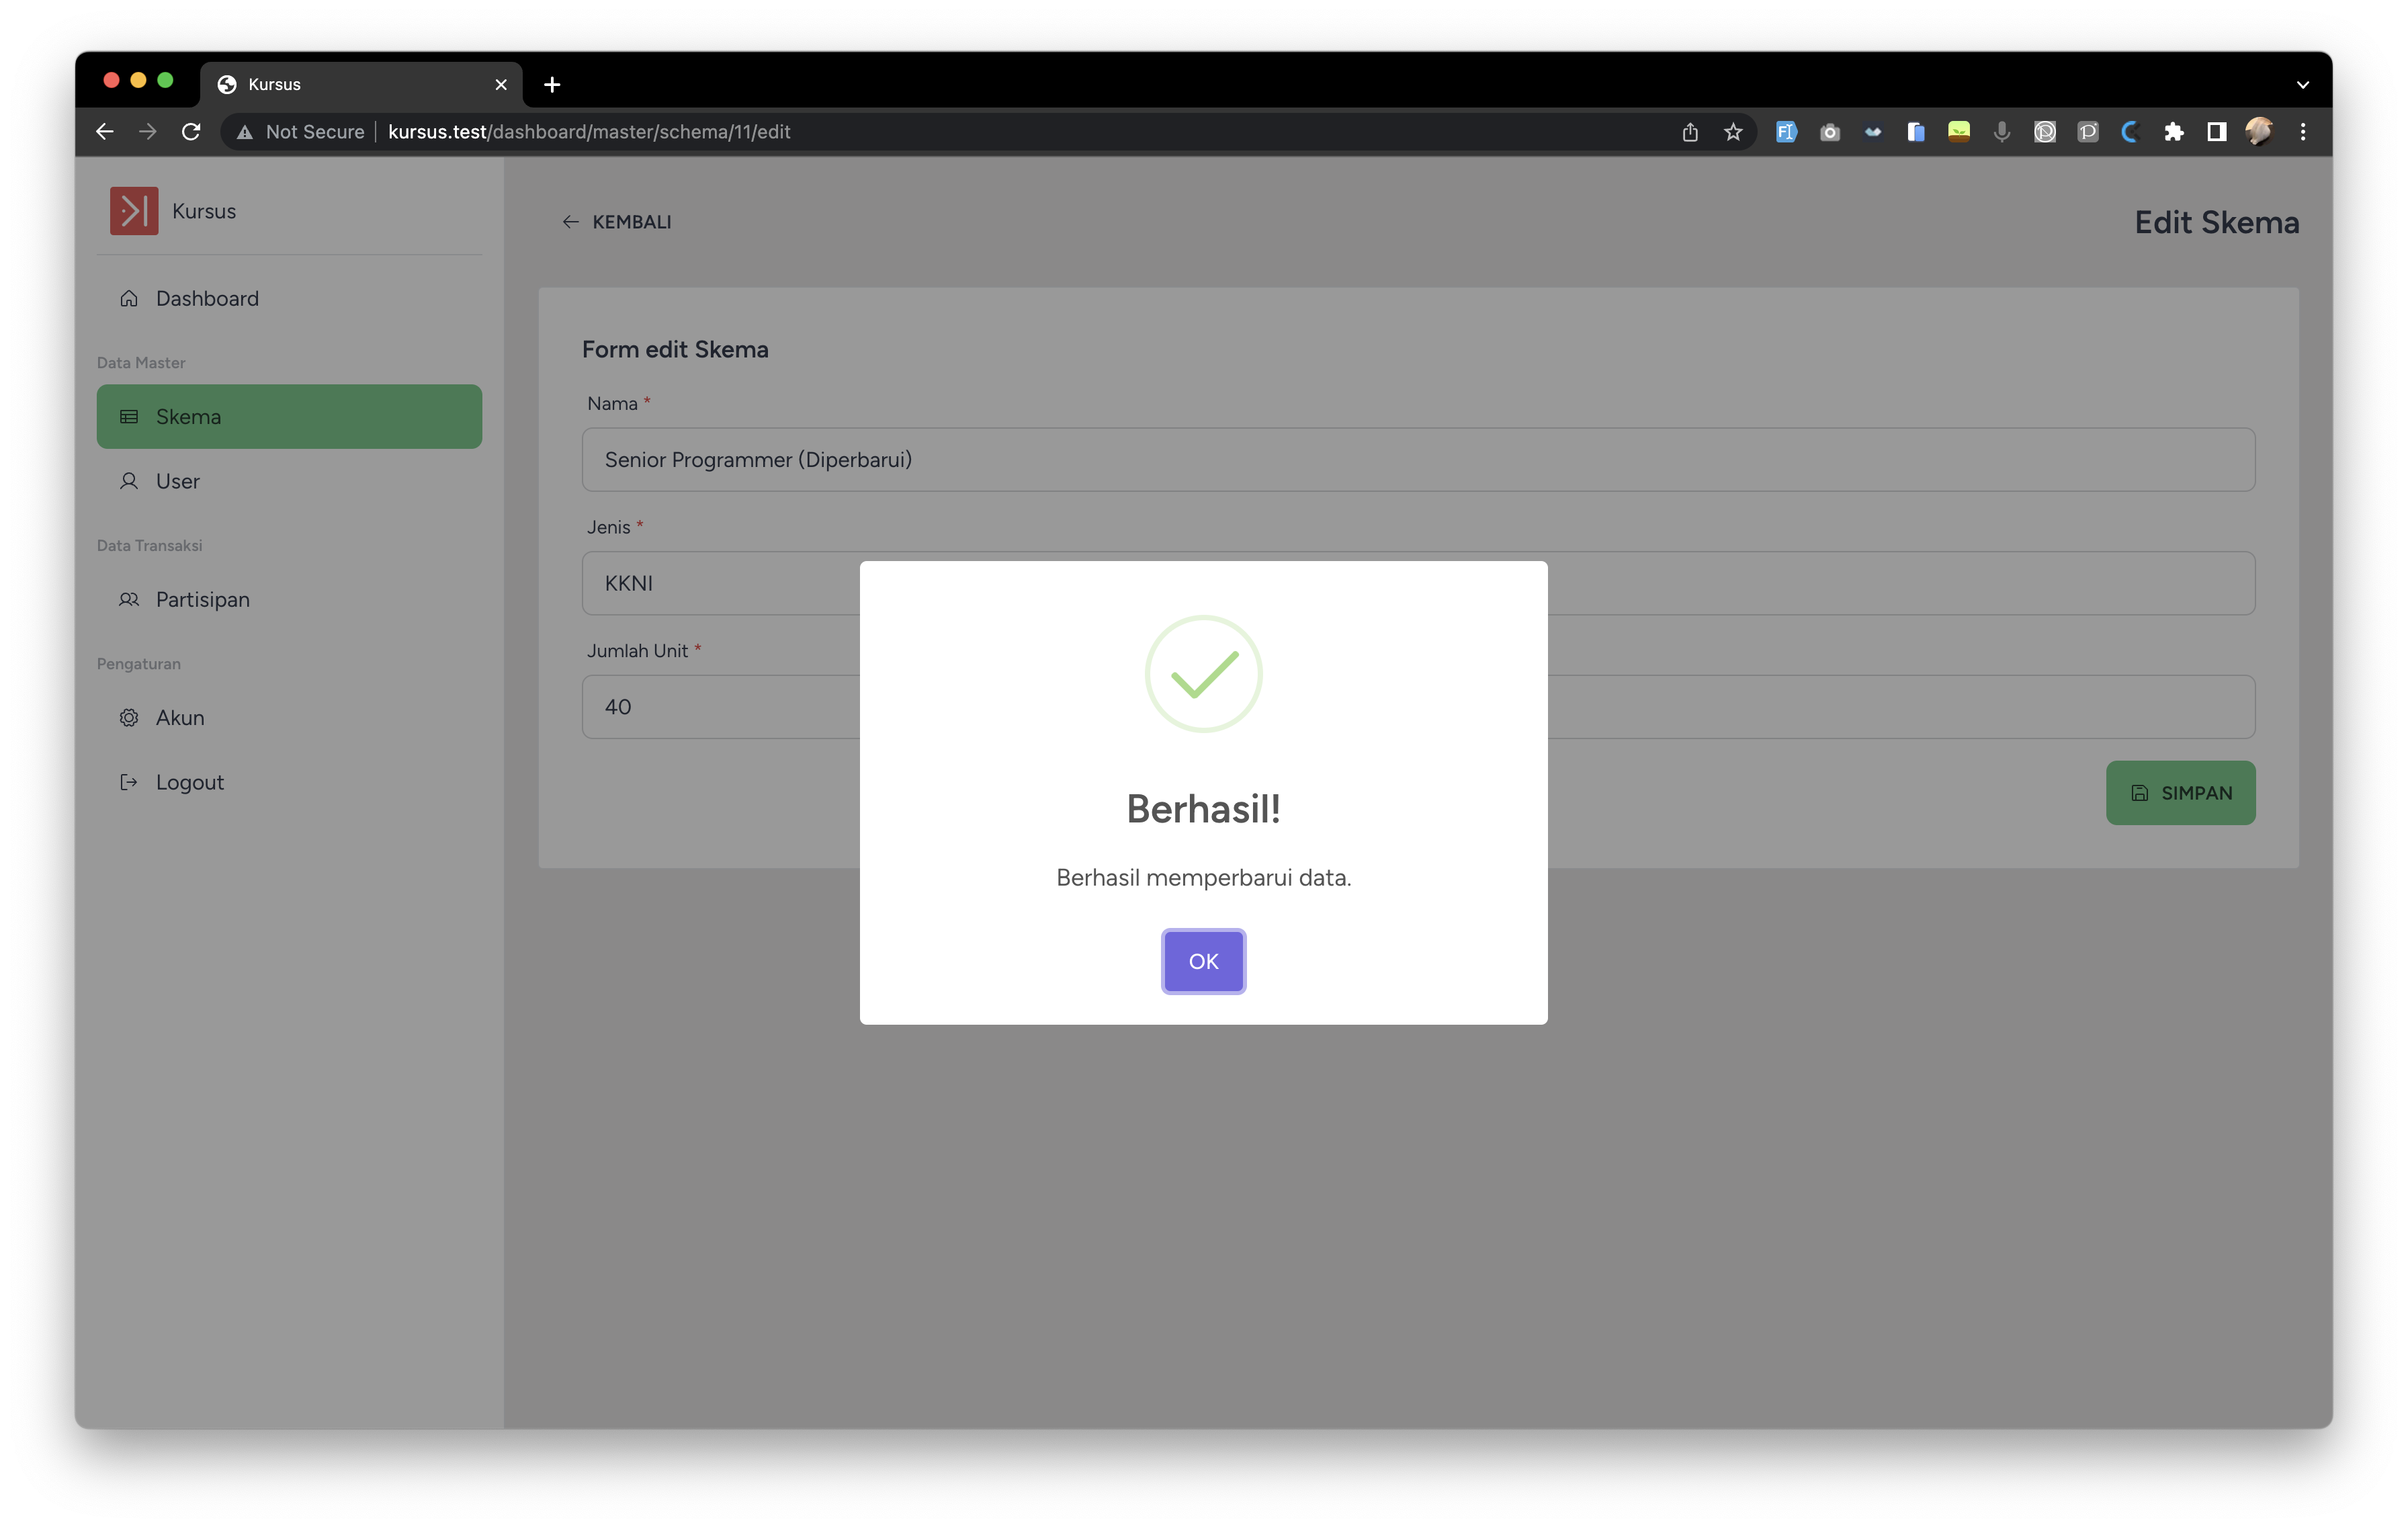 Kursus
Not Secure kursus.test/dashboard/master/schema/11/edit
Kursus
Dashboard
Data Master
Skema
User
Data Transaksi
Partisipan
Pengaturan
Akun
Logout
KEMBALI
Edit Skema
Form edit Skema
Nama *
Senior Programmer (Diperbarui)
Jenis *
KKNI
Jumlah Unit *
40
SIMPAN
Berhasil!
Berhasil memperbarui data.
OK